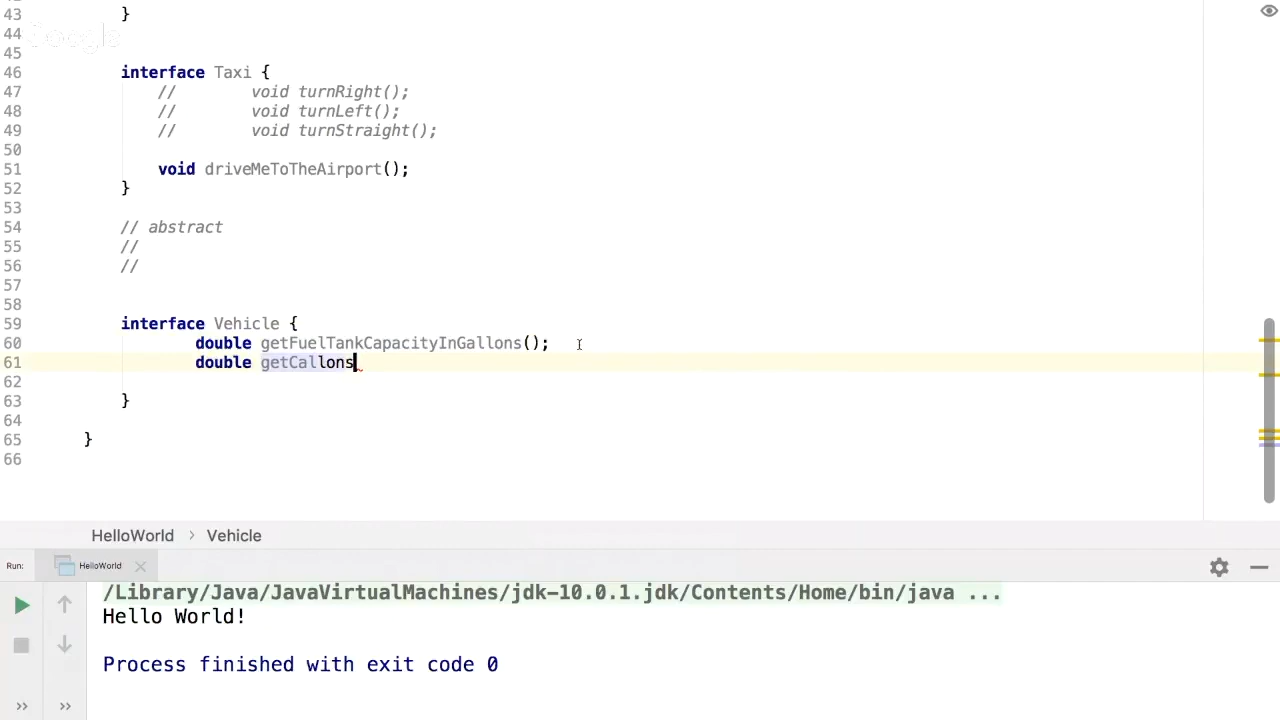 43 }
44 Google
45
46 interface Taxi {
47 // void turnRight();
48 // void turnLeft();
49 // void turnStraight();
50
51 void driveMeToTheAirport();
52 }
53
54 // abstract
55 //
56 //
57
58
59 interface Vehicle {
60 double getFuelTankCapacityInGallons();
61 double getCallons
62
63 }
64
65 }
66
HelloWorld > Vehicle
Run: HelloWorld
/Library/Java/JavaVirtualMachines/jdk-10.0.1.jdk/Contents/Home/bin/java ...
Hello World!
Process finished with exit code 0